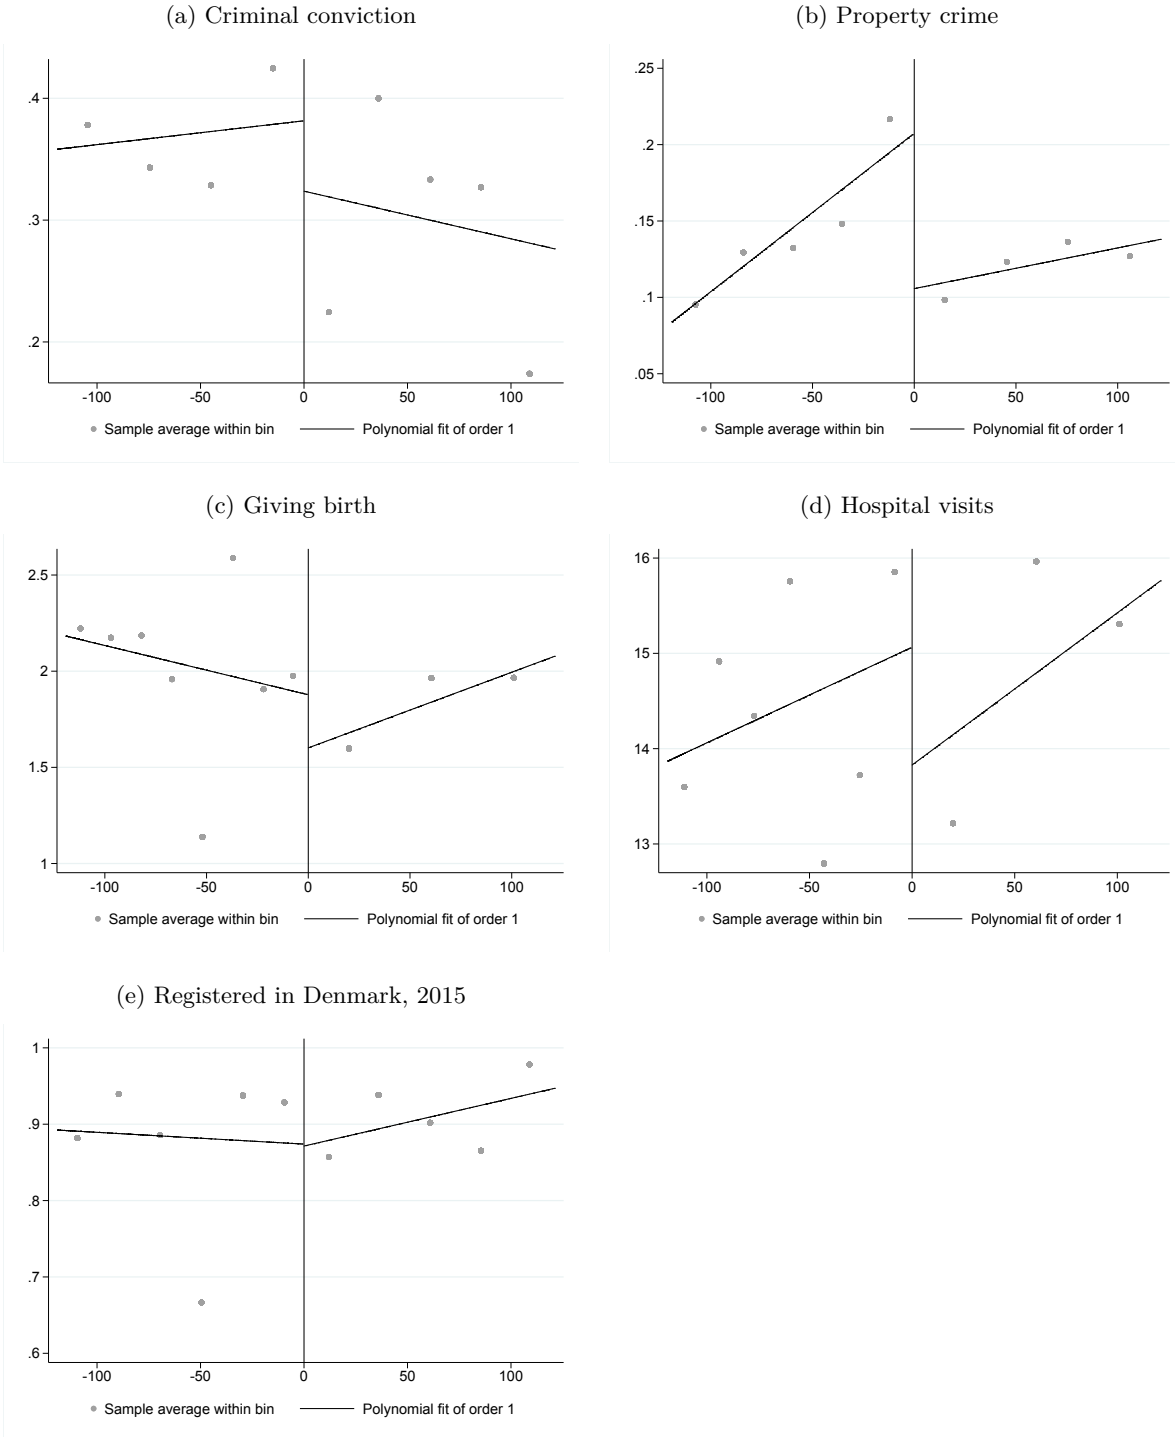 (a) Criminal conviction
.4
.3
.2
-100 -50 0 50 100
Sample average within bin Polynomial fit of order 1
(b) Property crime
.25
.2
.15
.1
.05
-100 -50 0 50 100
Sample average within bin Polynomial fit of order 1
(c) Giving birth
2.5
2
1.5
1
-100 -50 0 50 100
Sample average within bin Polynomial fit of order 1
(d) Hospital visits
16
15
14
13
-100 -50 0 50 100
Sample average within bin Polynomial fit of order 1
(e) Registered in Denmark, 2015
1
.9
.8
.7
.6
-100 -50 0 50 100
Sample average within bin Polynomial fit of order 1